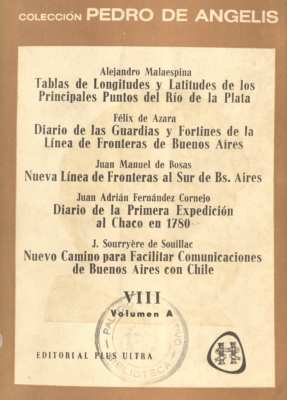 COLECCIÓN PEDRO DE ANGELIS
Alejandro Malaespina
Tablas de Longitudes y Latitudes de los
Principales Puntos del Río de la Plata
Félix de Azara
Diario de las Guardias y Fortines de la
Línea de Fronteras de Buenos Aires
Juan Manuel de Bosas
Nueva Línea de Fronteras al Sur de Bs. Aires
Juan Adrián Fernández Cornejo
Diario de la Primera Expedición
al Chaco en 1780
J. Sourryère de Souillac
Nuevo Camino para Facilitar Comunicaciones
de Buenos Aires con Chile
VIII
Volumen A
BIBLIOTECA
EDITORIAL PLUS ULTRA